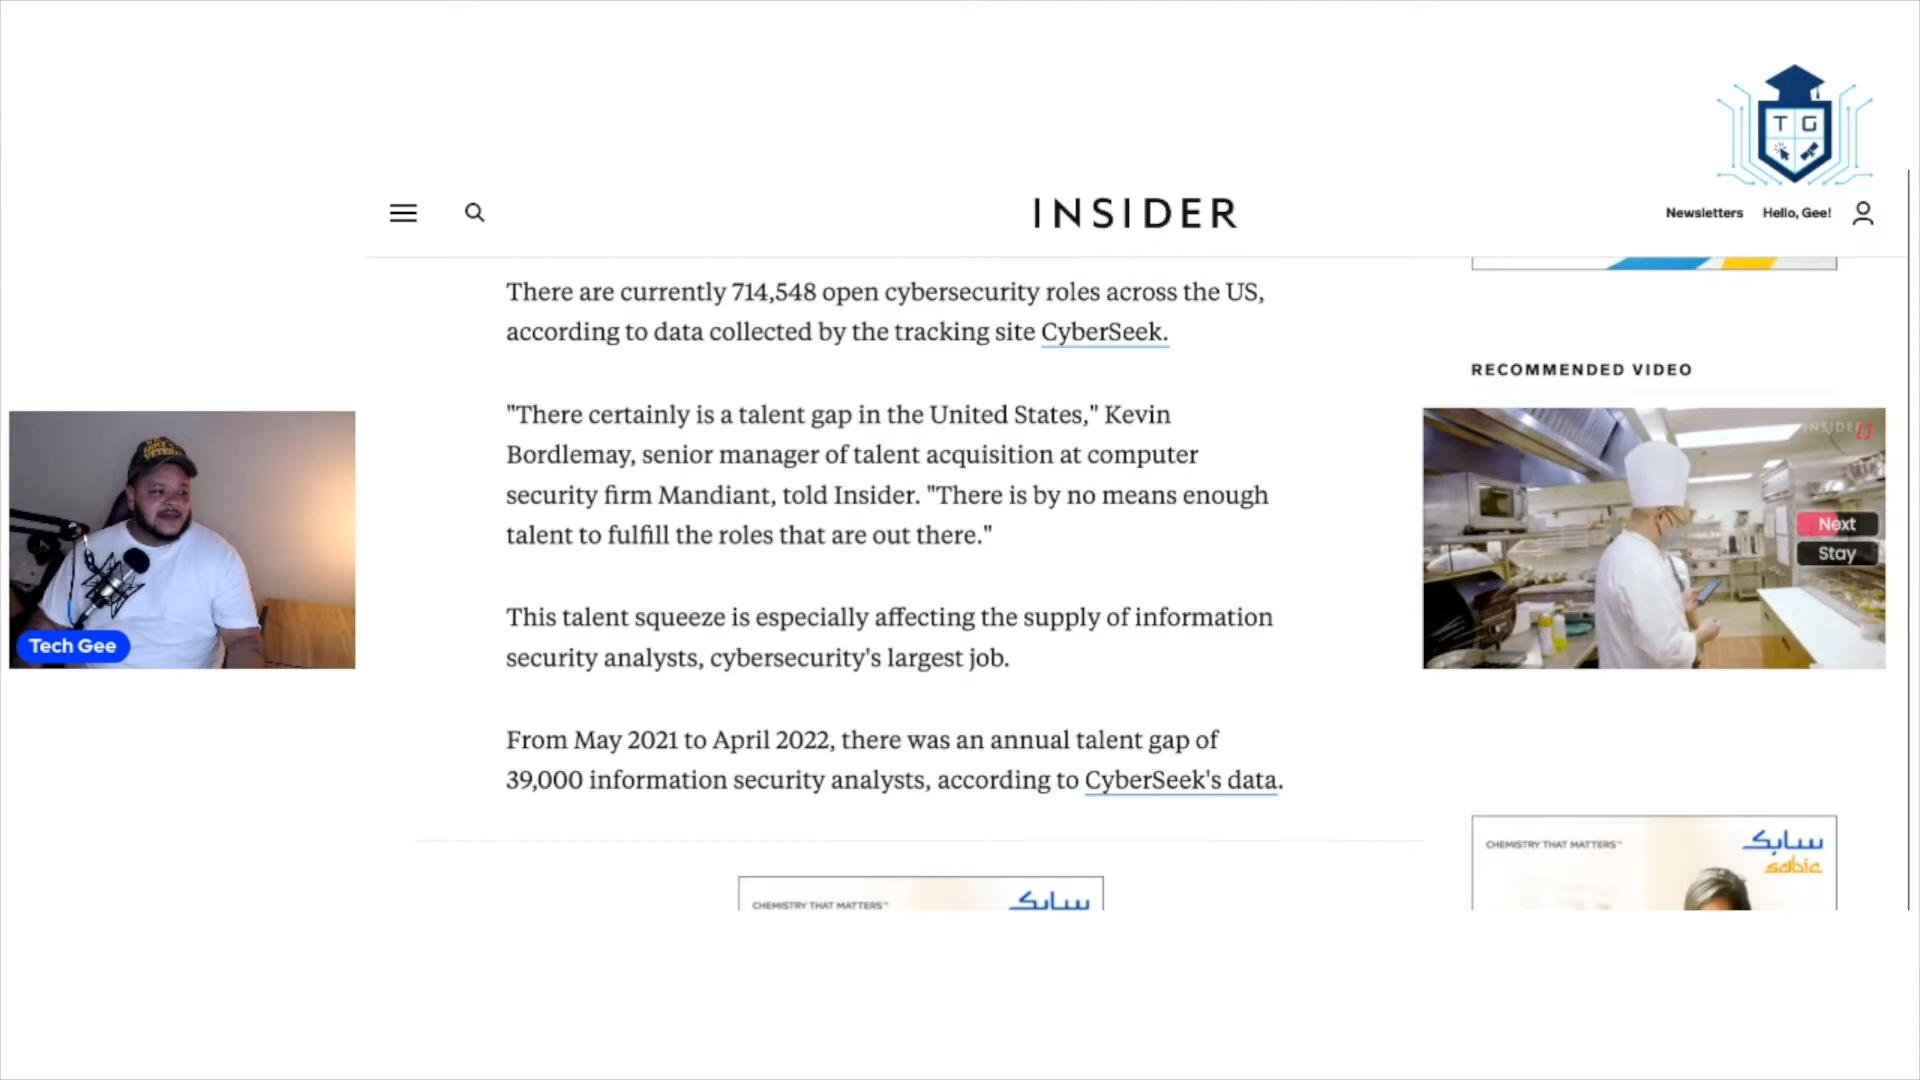 T G
INSIDER
Newsletters
Hello, Gee!
There are currently 714,548 open cybersecurity roles across the US,
according to data collected by the tracking site CyberSeek.
"There certainly is a talent gap in the United States," Kevin
Bordlemay, senior manager of talent acquisition at computer
security firm Mandiant, told Insider. "There is by no means enough
talent to fulfill the roles that are out there."
This talent squeeze is especially affecting the supply of information
security analysts, cybersecurity's largest job.
From May 2021 to April 2022, there was an annual talent gap of
39,000 information security analysts, according to CyberSeek's data.
CHEMISTRY THAT MATTERS™
سابك
RECOMMENDED VIDEO
INSIDER
Next
Stay
CHEMISTRY THAT MATTERS™
سابك
sabic
VETERAN
Tech Gee